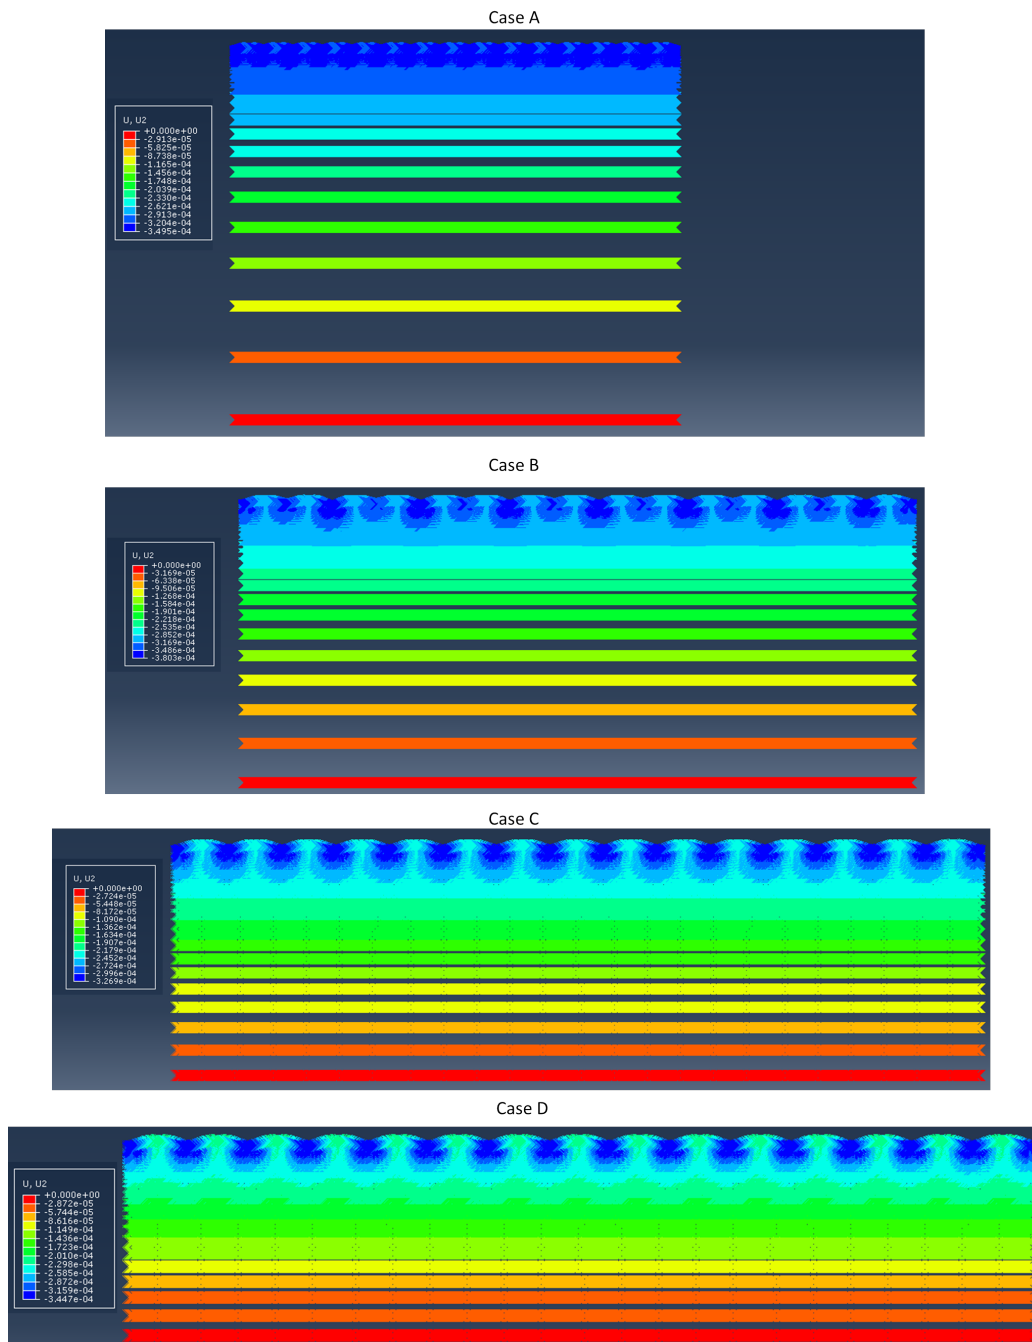 Case A
U, U2
+0.000e+00
-2.913e-05
-5.825e-05
-8.738e-05
-1.165e-04
-1.456e-04
-1.748e-04
-2.039e-04
-2.330e-04
-2.621e-04
-2.913e-04
-3.204e-04
-3.495e-04
Case B
U, U2
+0.000e+00
-3.169e-05
-6.338e-05
-9.506e-05
-1.268e-04
-1.584e-04
-1.901e-04
-2.218e-04
-2.535e-04
-2.852e-04
-3.169e-04
-3.486e-04
-3.803e-04
Case C
U, U2
+0.000e+00
-2.724e-05
-5.448e-05
-8.172e-05
-1.090e-04
-1.362e-04
-1.634e-04
-1.907e-04
-2.179e-04
-2.452e-04
-2.724e-04
-2.996e-04
-3.269e-04
Case D
U, U2
+0.000e+00
-2.872e-05
-5.744e-05
-8.616e-05
-1.149e-04
-1.436e-04
-1.723e-04
-2.010e-04
-2.298e-04
-2.585e-04
-2.872e-04
-3.159e-04
-3.447e-04